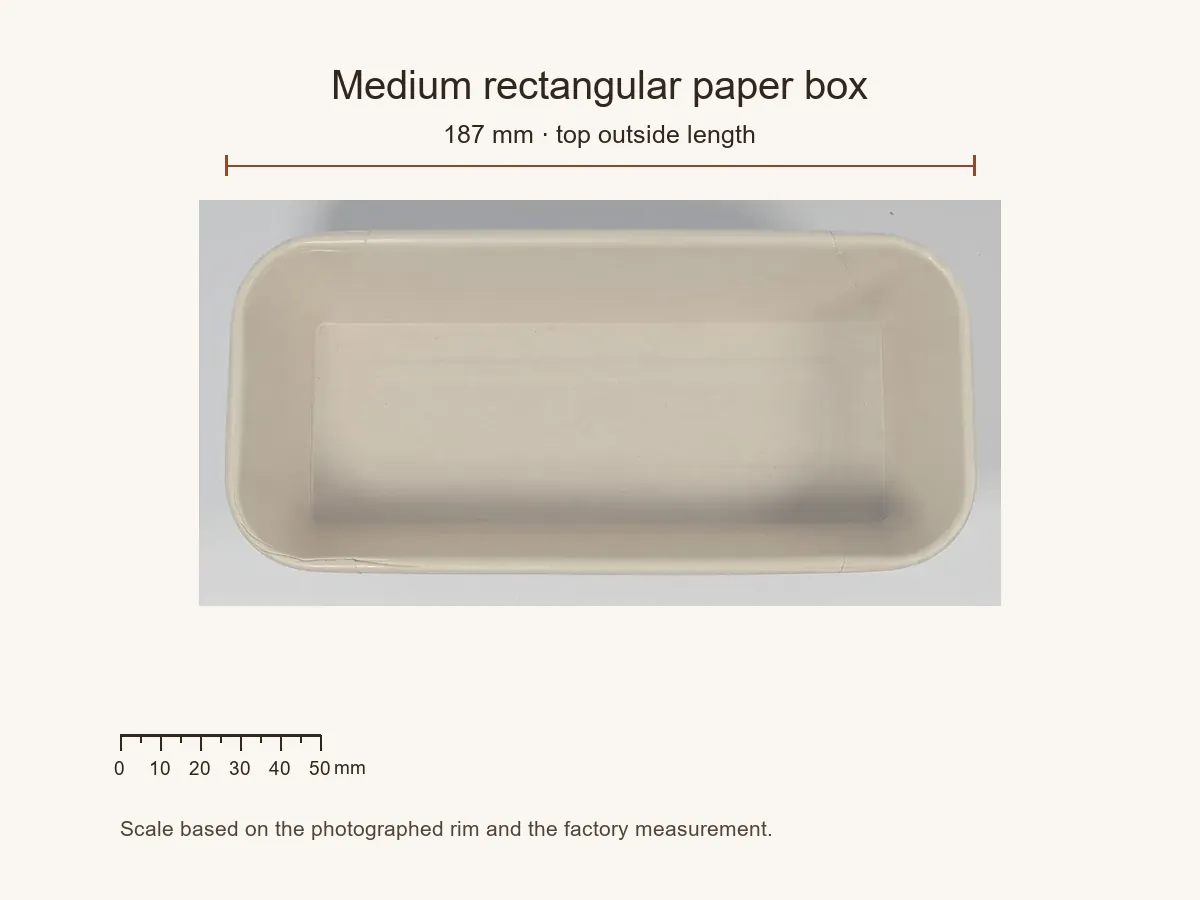 Medium rectangular paper box
187 mm · top outside length
0 10 20 30 40 50 mm
Scale based on the photographed rim and the factory measurement.